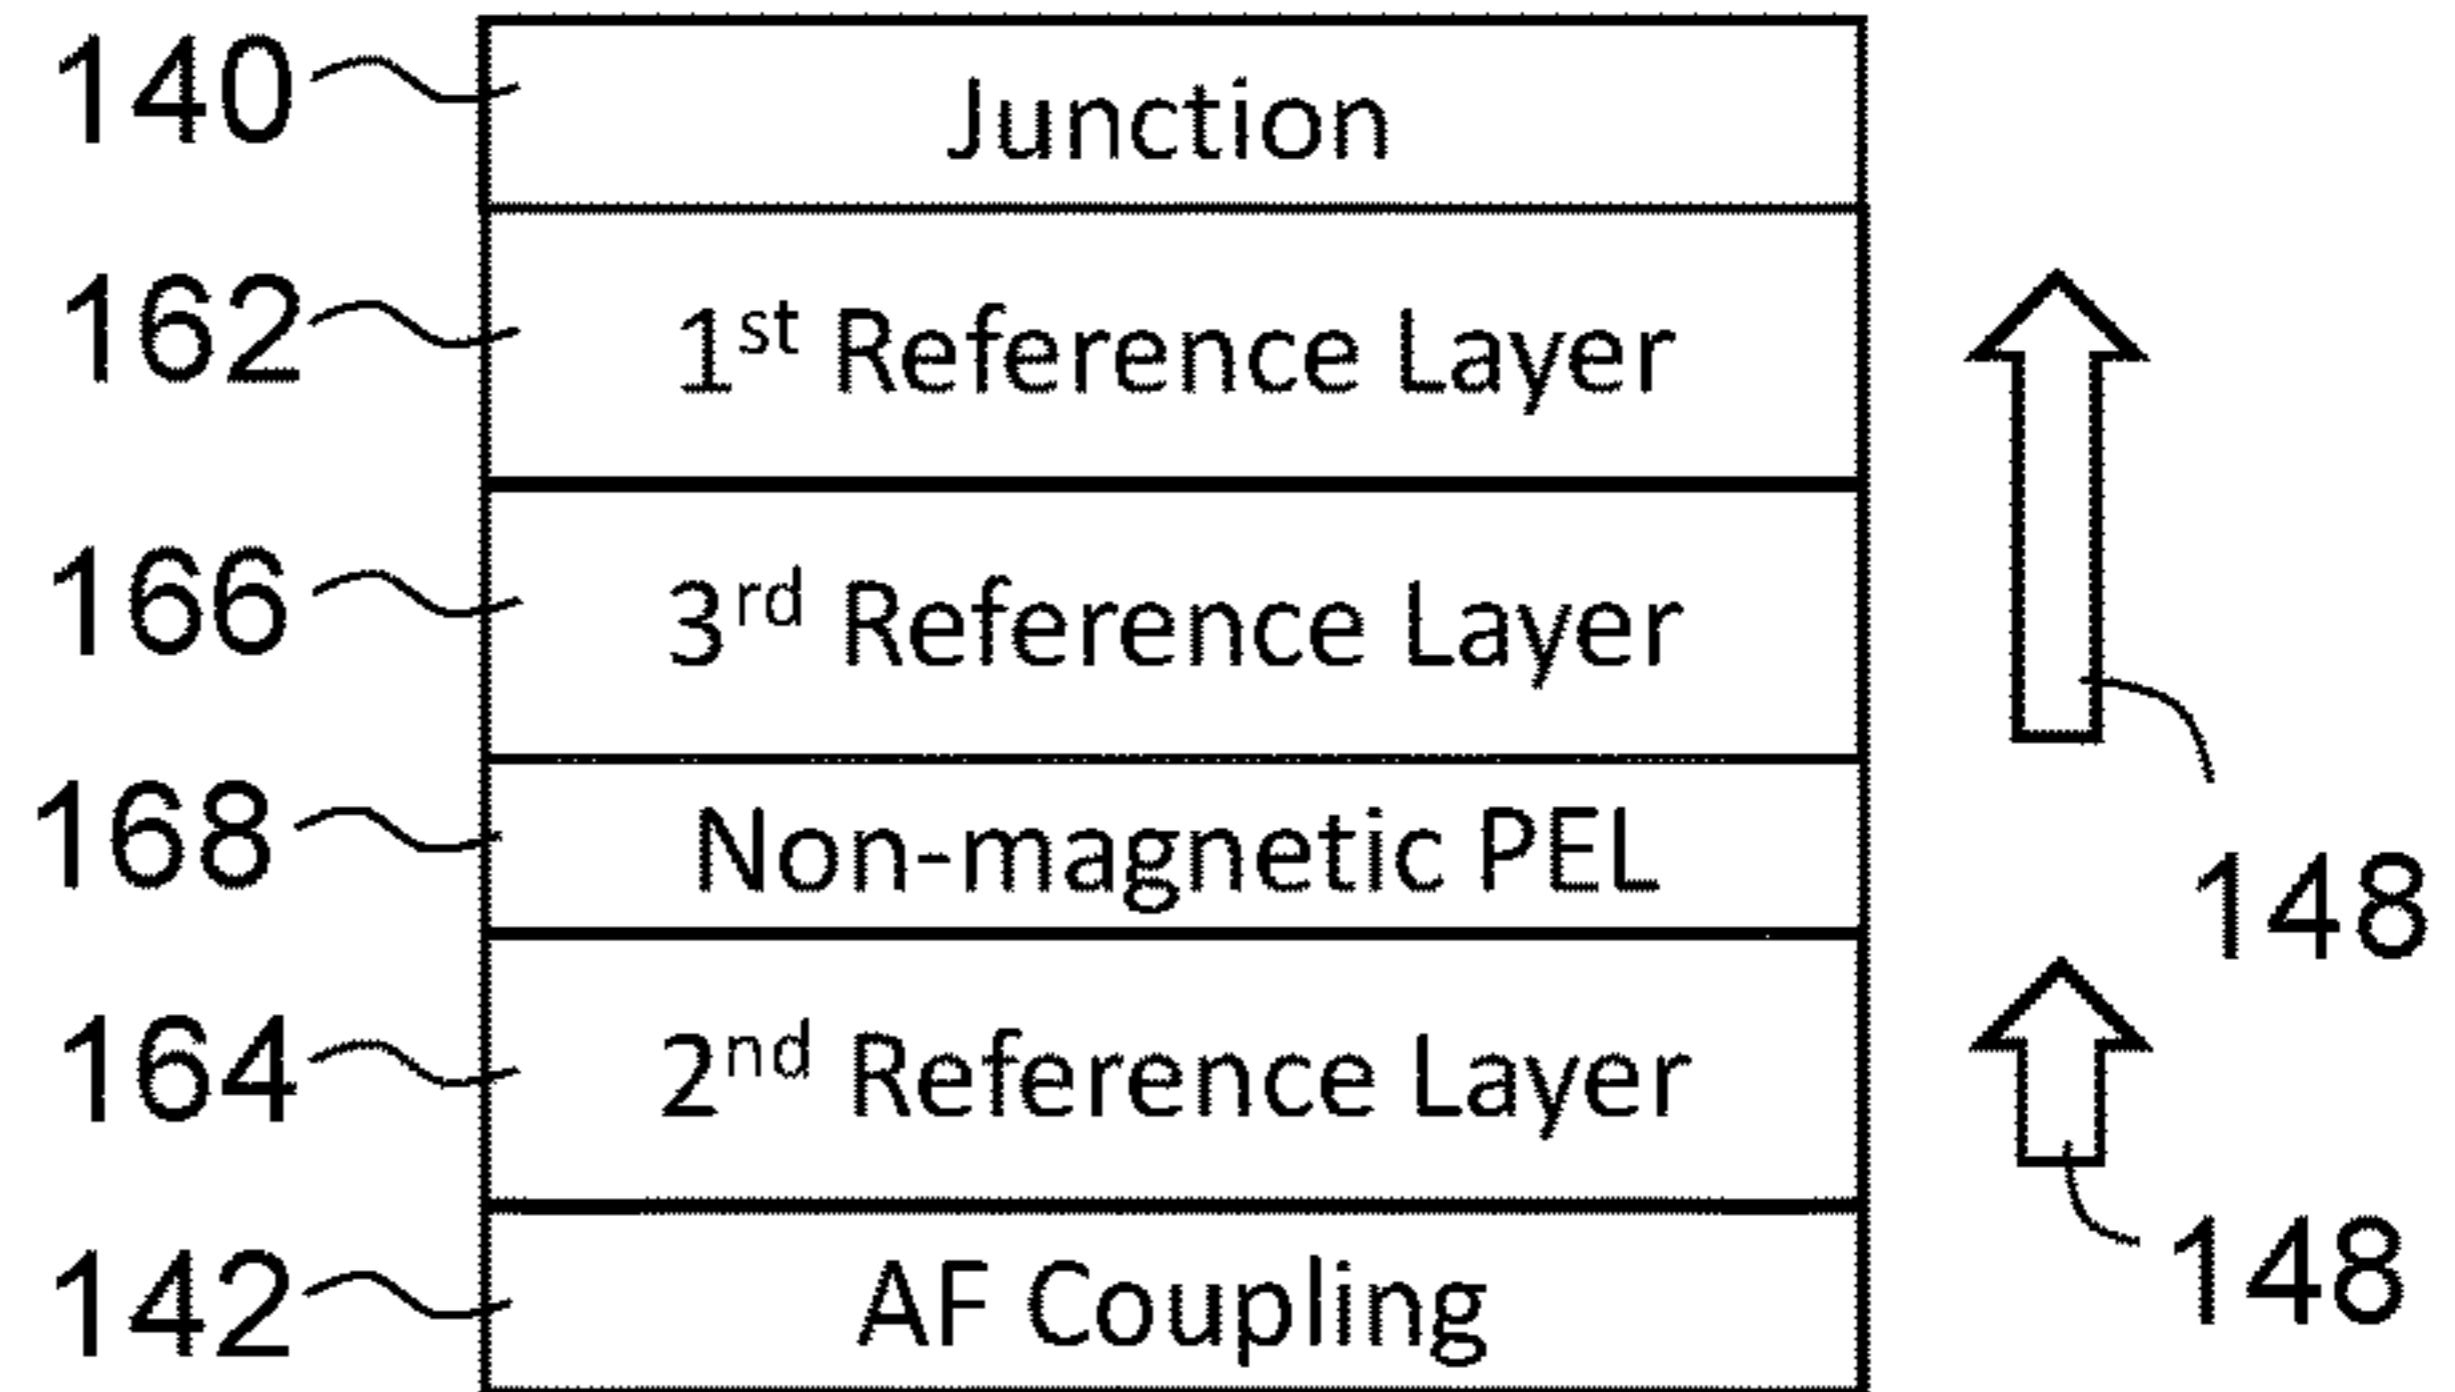 140 Junction
162 1st Reference Layer
166 3rd Reference Layer
168 Non-magnetic PEL
148
164 2nd Reference Layer
148
142 AF Coupling